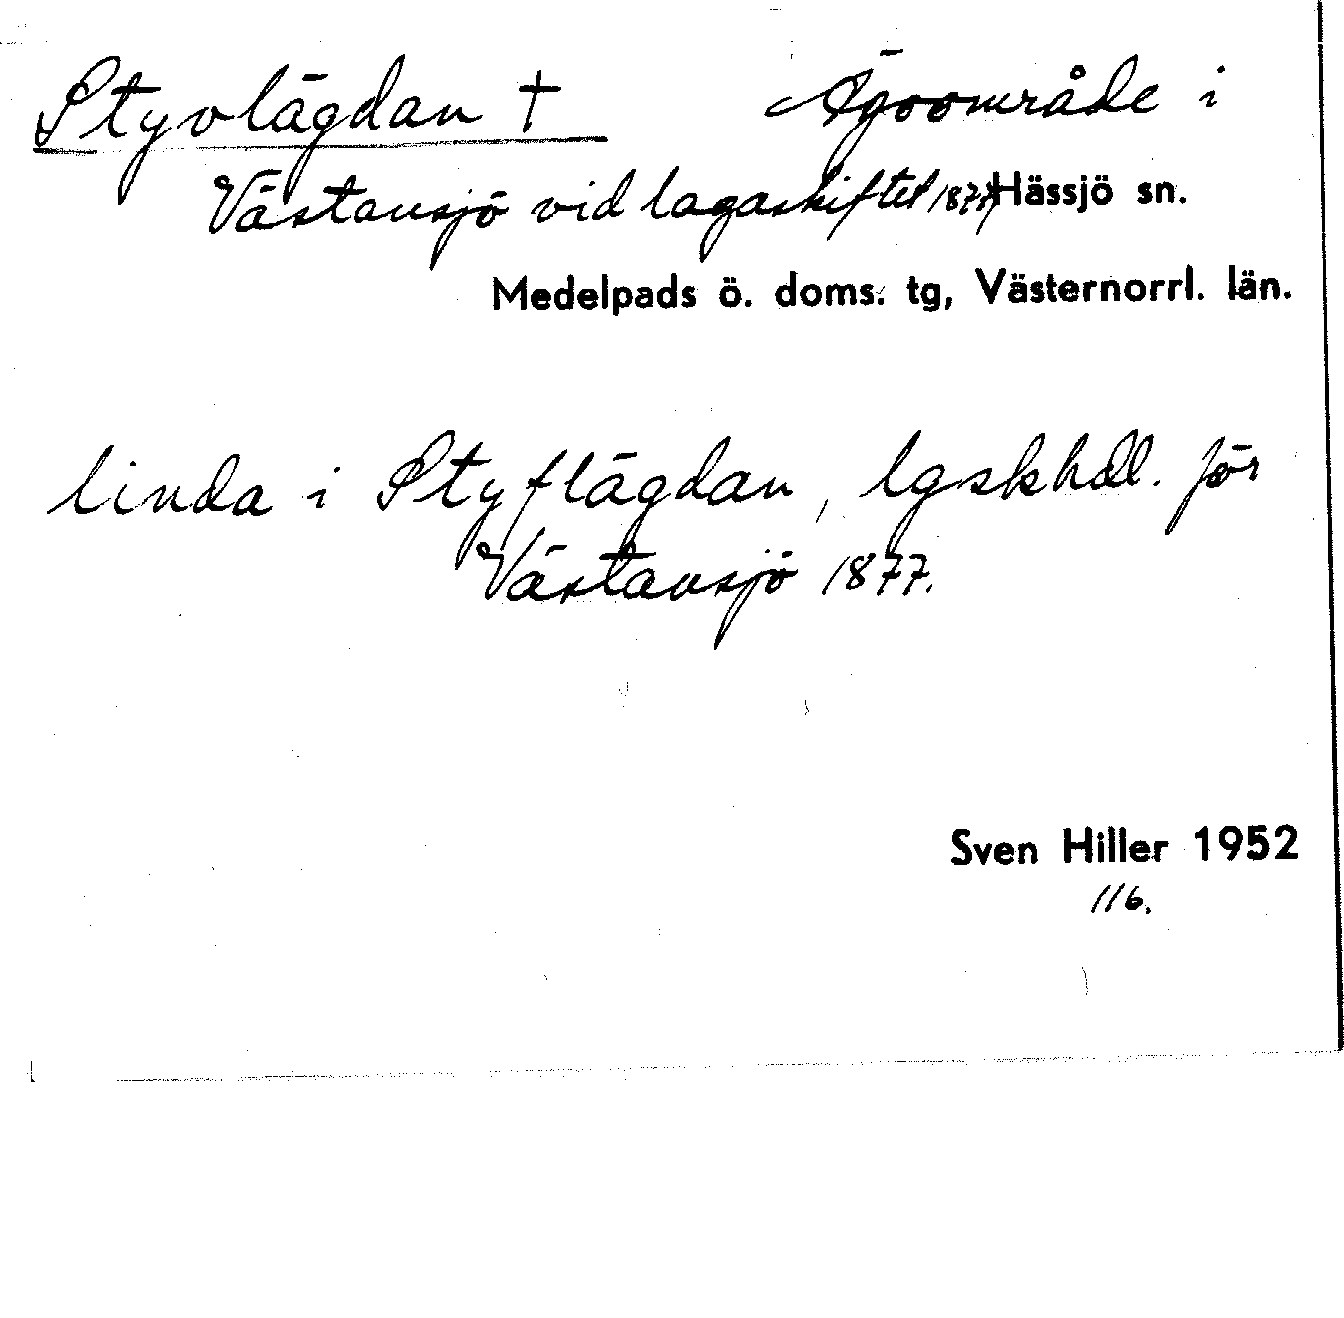 Styvlägdan † Ägoområde i
Västansjö vid lagaskiftet 1877 Hässjö sn.
Medelpads ö. doms. tg, Västernorrl. län.
linda i Styflägdan, lgskhdl. för
Västansjö 1877.
Sven Hiller 1952
116.